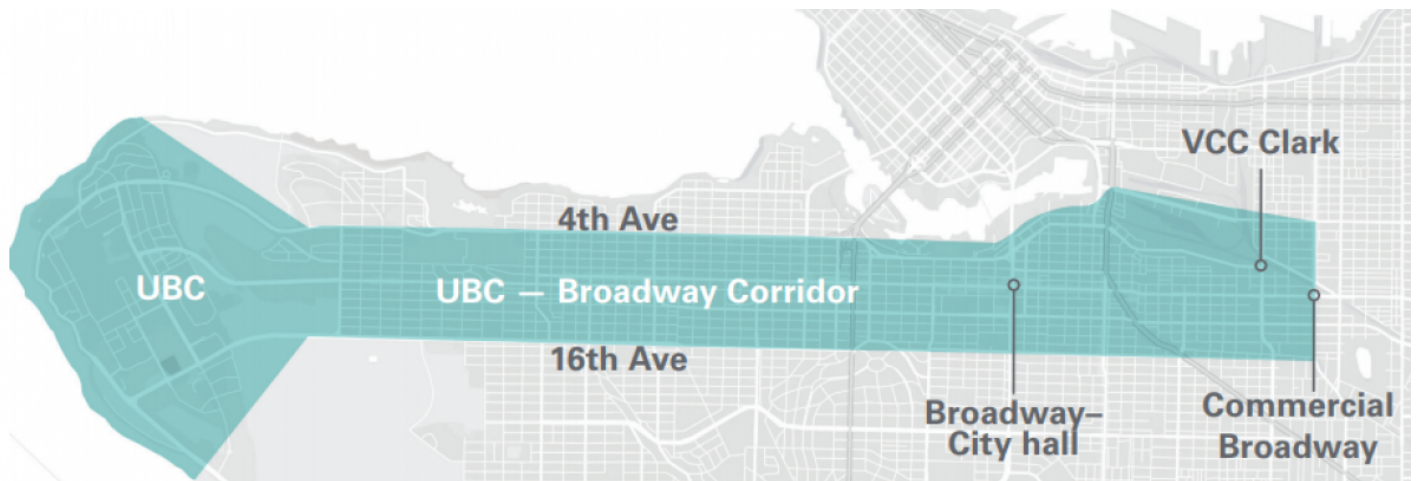 VCC Clark
4th Ave
UBC
UBC — Broadway Corridor
16th Ave
Broadway–
City hall
Commercial
Broadway